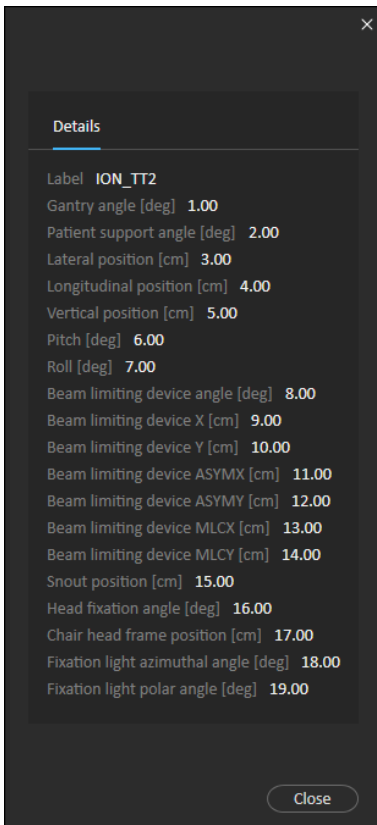 ×
Details
Label ION_TT2
Gantry angle [deg] 1.00
Patient support angle [deg] 2.00
Lateral position [cm] 3.00
Longitudinal position [cm] 4.00
Vertical position [cm] 5.00
Pitch [deg] 6.00
Roll [deg] 7.00
Beam limiting device angle [deg] 8.00
Beam limiting device X [cm] 9.00
Beam limiting device Y [cm] 10.00
Beam limiting device ASYMX [cm] 11.00
Beam limiting device ASYMY [cm] 12.00
Beam limiting device MLCX [cm] 13.00
Beam limiting device MLCY [cm] 14.00
Snout position [cm] 15.00
Head fixation angle [deg] 16.00
Chair head frame position [cm] 17.00
Fixation light azimuthal angle [deg] 18.00
Fixation light polar angle [deg] 19.00
Close